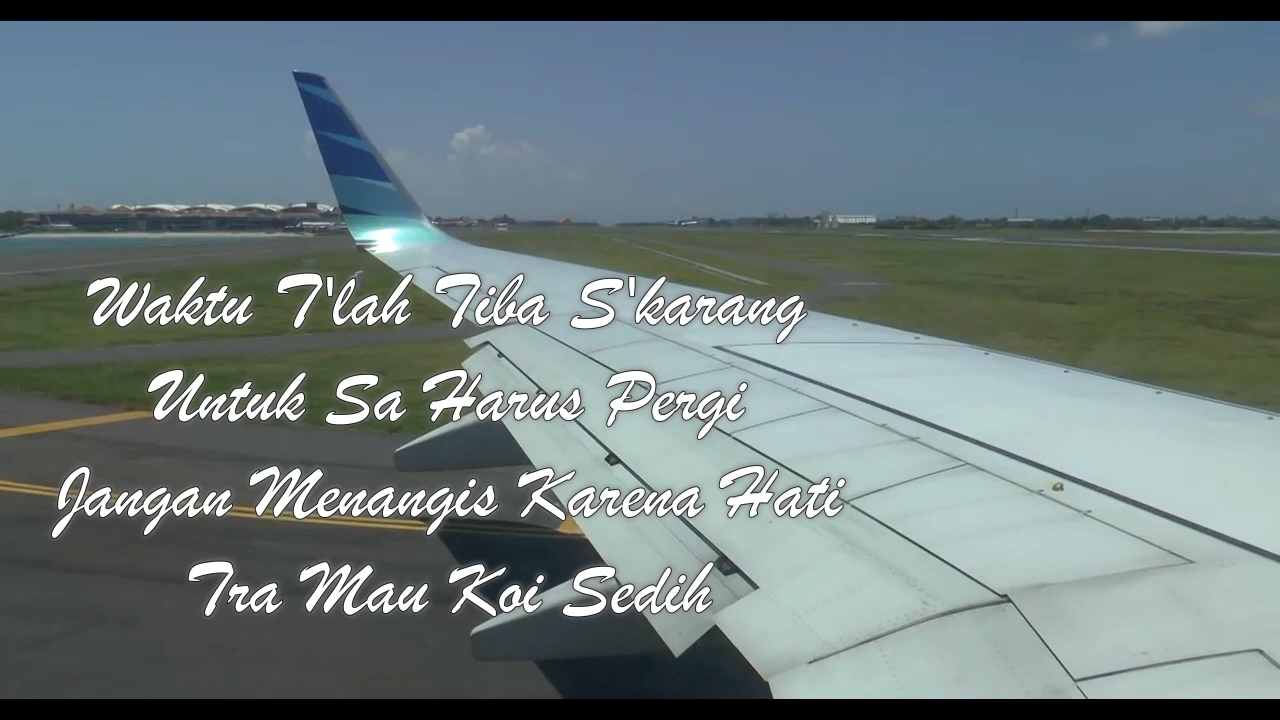 Waktu T'lah Tiba S'karang
Untuk Sa Harus Pergi
Jangan Menangis Karena Hati
Tra Mau Koi Sedih